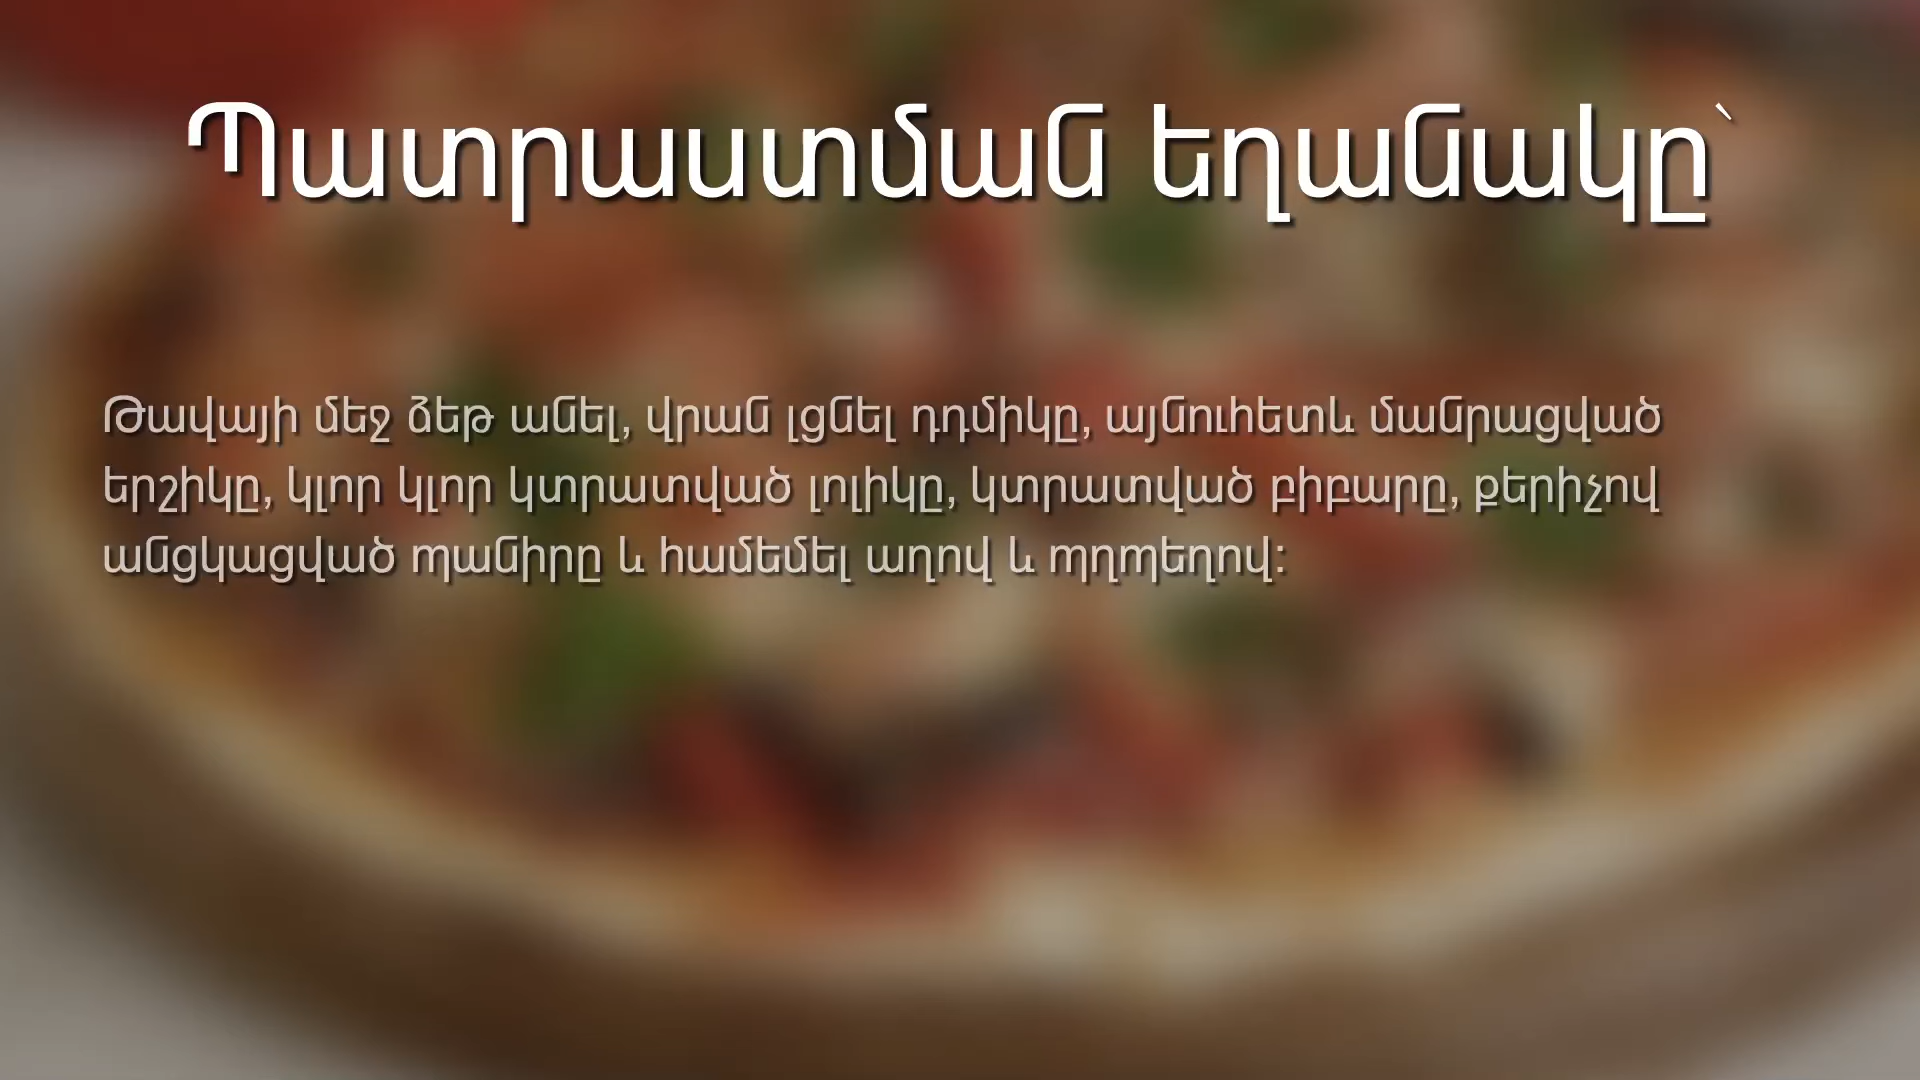 Պատրաստման եղանակը՝
Թավայի մեջ ձեթ անել, վրան լցնել դդմիկը, այնուհետև մանրացված
երշիկը, կլոր կլոր կտրատված լոլիկը, կտրատված բիբարը, քերիչով
անցկացված պանիրը և համեմել աղով և պղպեղով: